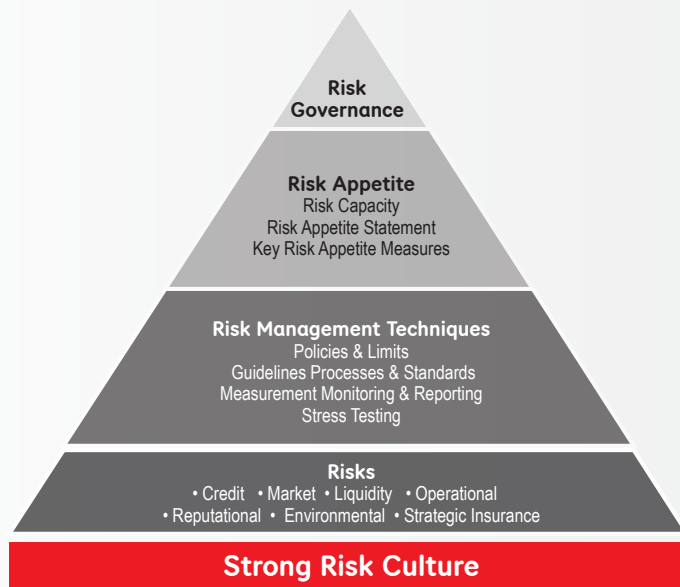 Risk
Governance
Risk Appetite
Risk Capacity
Risk Appetite Statement
Key Risk Appetite Measures
Risk Management Techniques
Policies & Limits
Guidelines Processes & Standards
Measurement Monitoring & Reporting
Stress Testing
Risks
• Credit • Market • Liquidity • Operational
• Reputational • Environmental • Strategic Insurance
Strong Risk Culture